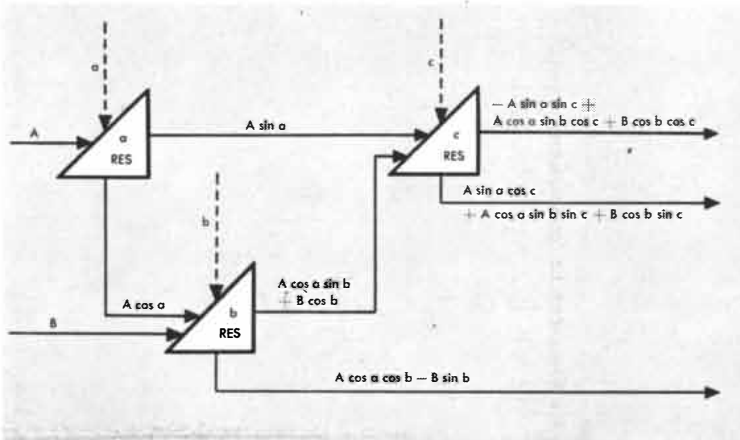 a
c
− A sin a sin c +
A cos a sin b cos c + B cos b cos c
A
A sin a
a
RES
c
RES
A sin a cos c
+ A cos a sin b sin c + B cos b sin c
b
A cos a sin b
+ B cos b
A cos a
B
b
RES
A cos a cos b − B sin b